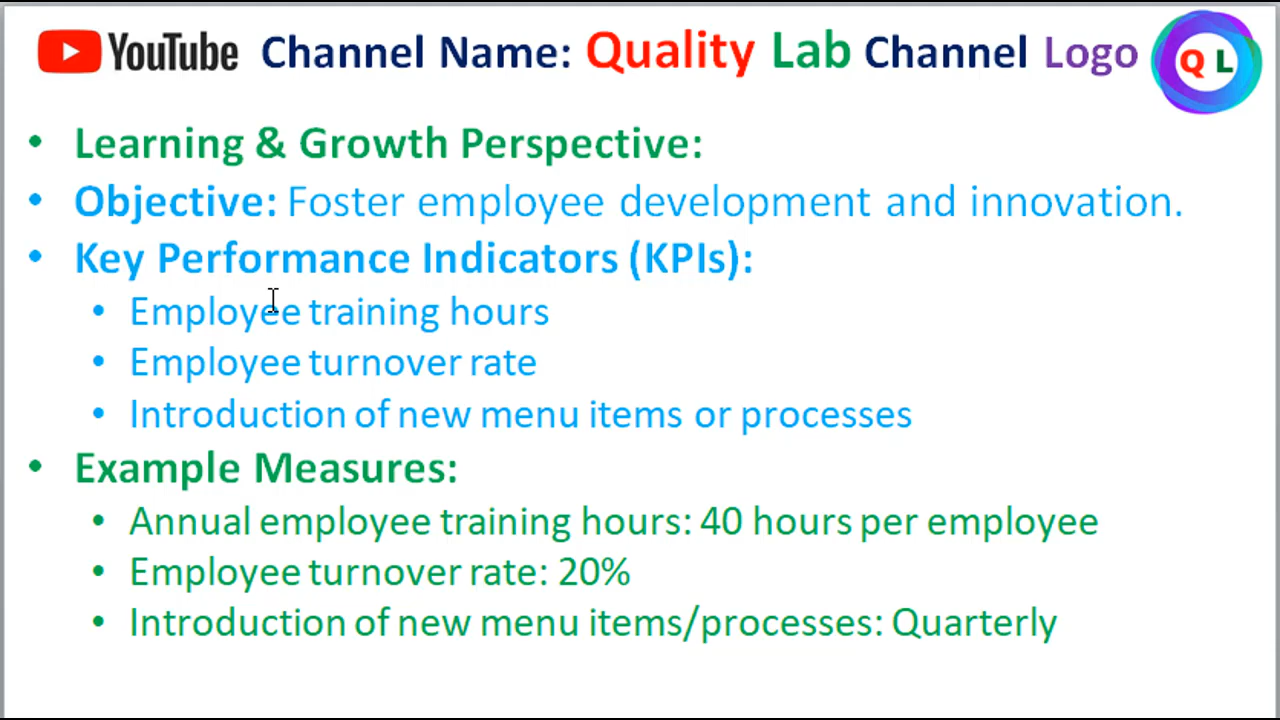 YouTube Channel Name: Quality Lab Channel Logo Q L
• Learning & Growth Perspective:
• Objective: Foster employee development and innovation.
• Key Performance Indicators (KPIs):
• Employee training hours
• Employee turnover rate
• Introduction of new menu items or processes
• Example Measures:
• Annual employee training hours: 40 hours per employee
• Employee turnover rate: 20%
• Introduction of new menu items/processes: Quarterly